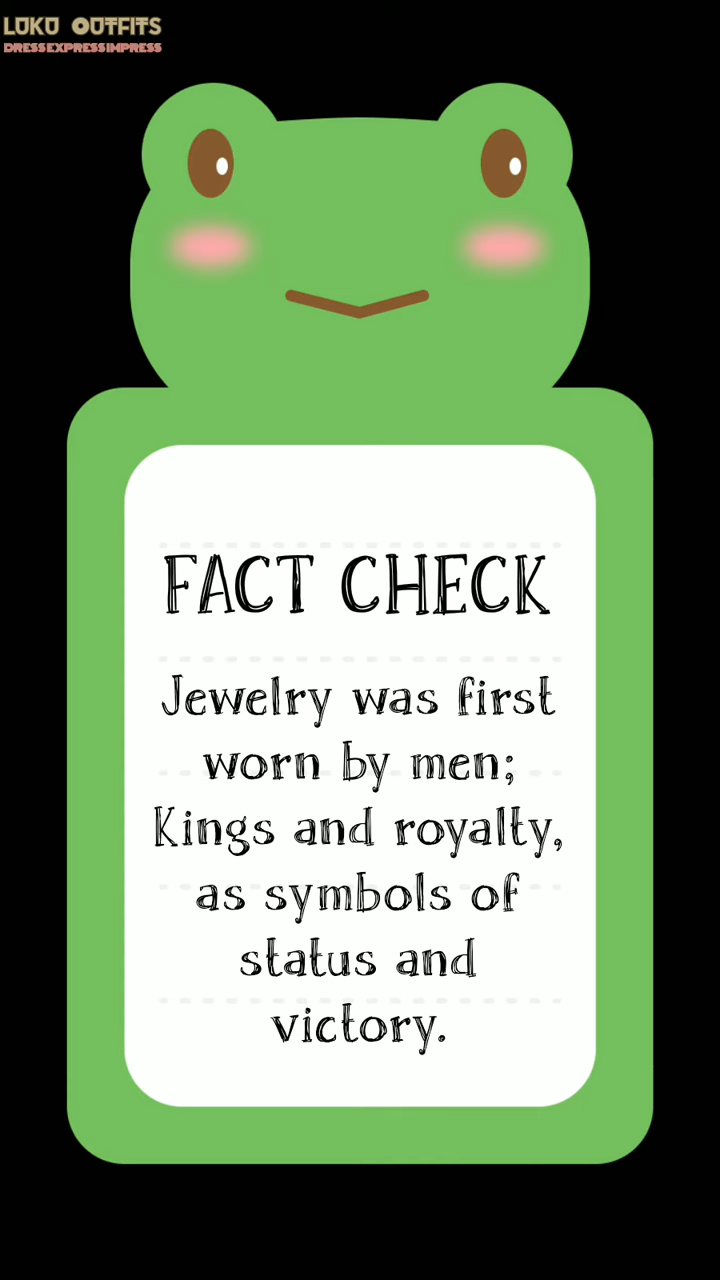 LUKU OUTFITS
DRESSEXPRESSIMPRESS
FACT CHECK
Jewelry was first
worn by men;
Kings and royalty,
as symbols of
status and
victory.